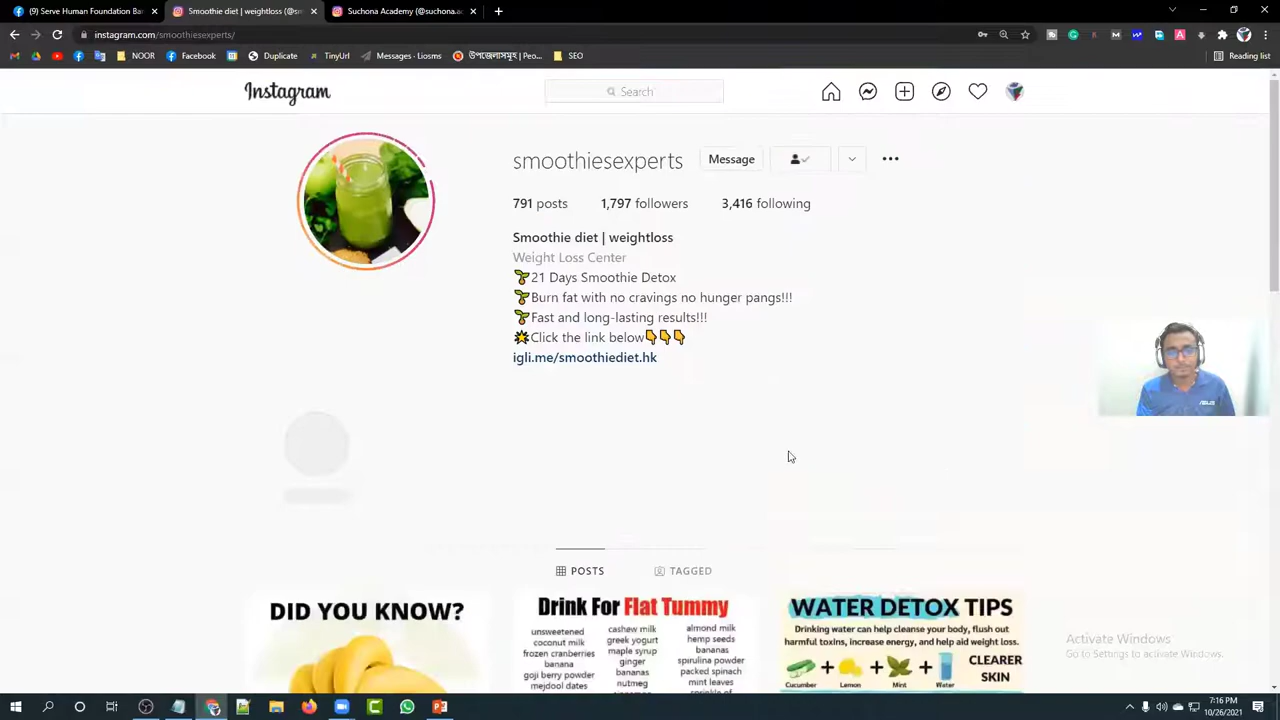 (9) Serve Human Foundation Ba
Smoothie diet | weightloss (@sm
Suchona Academy (@suchona.ac
instagram.com/smoothiesexperts/
NOOR
Facebook
Duplicate
TinyUrl
Messages - Liosms
উপজেলাসমূহ | Peo...
SEO
Reading list
Instagram
Search
smoothiesexperts
Message
791 posts
1,797 followers
3,416 following
Smoothie diet | weightloss
Weight Loss Center
🌱21 Days Smoothie Detox
🌱Burn fat with no cravings no hunger pangs!!!
🌱Fast and long-lasting results!!!
🌟Click the link below👇👇👇
igli.me/smoothiediet.hk
ASUS
POSTS
TAGGED
DID YOU KNOW?
Drink For Flat Tummy
unsweetened
coconut milk
frozen cranberries
banana
goji berry powder
mejdool dates
cashew milk
greek yogurt
maple syrup
ginger
bananas
nutmeg
almond milk
hemp seeds
bananas
spirulina powder
packed spinach
mint leaves
WATER DETOX TIPS
Drinking water can help cleanse your body, flush out
harmful toxins, increase energy, and help aid weight loss.
+ + +
CLEARER
SKIN
Cucumber
Lemon
Mint
Water
Activate Windows
Go to Settings to activate Windows.
7:16 PM
10/26/2021